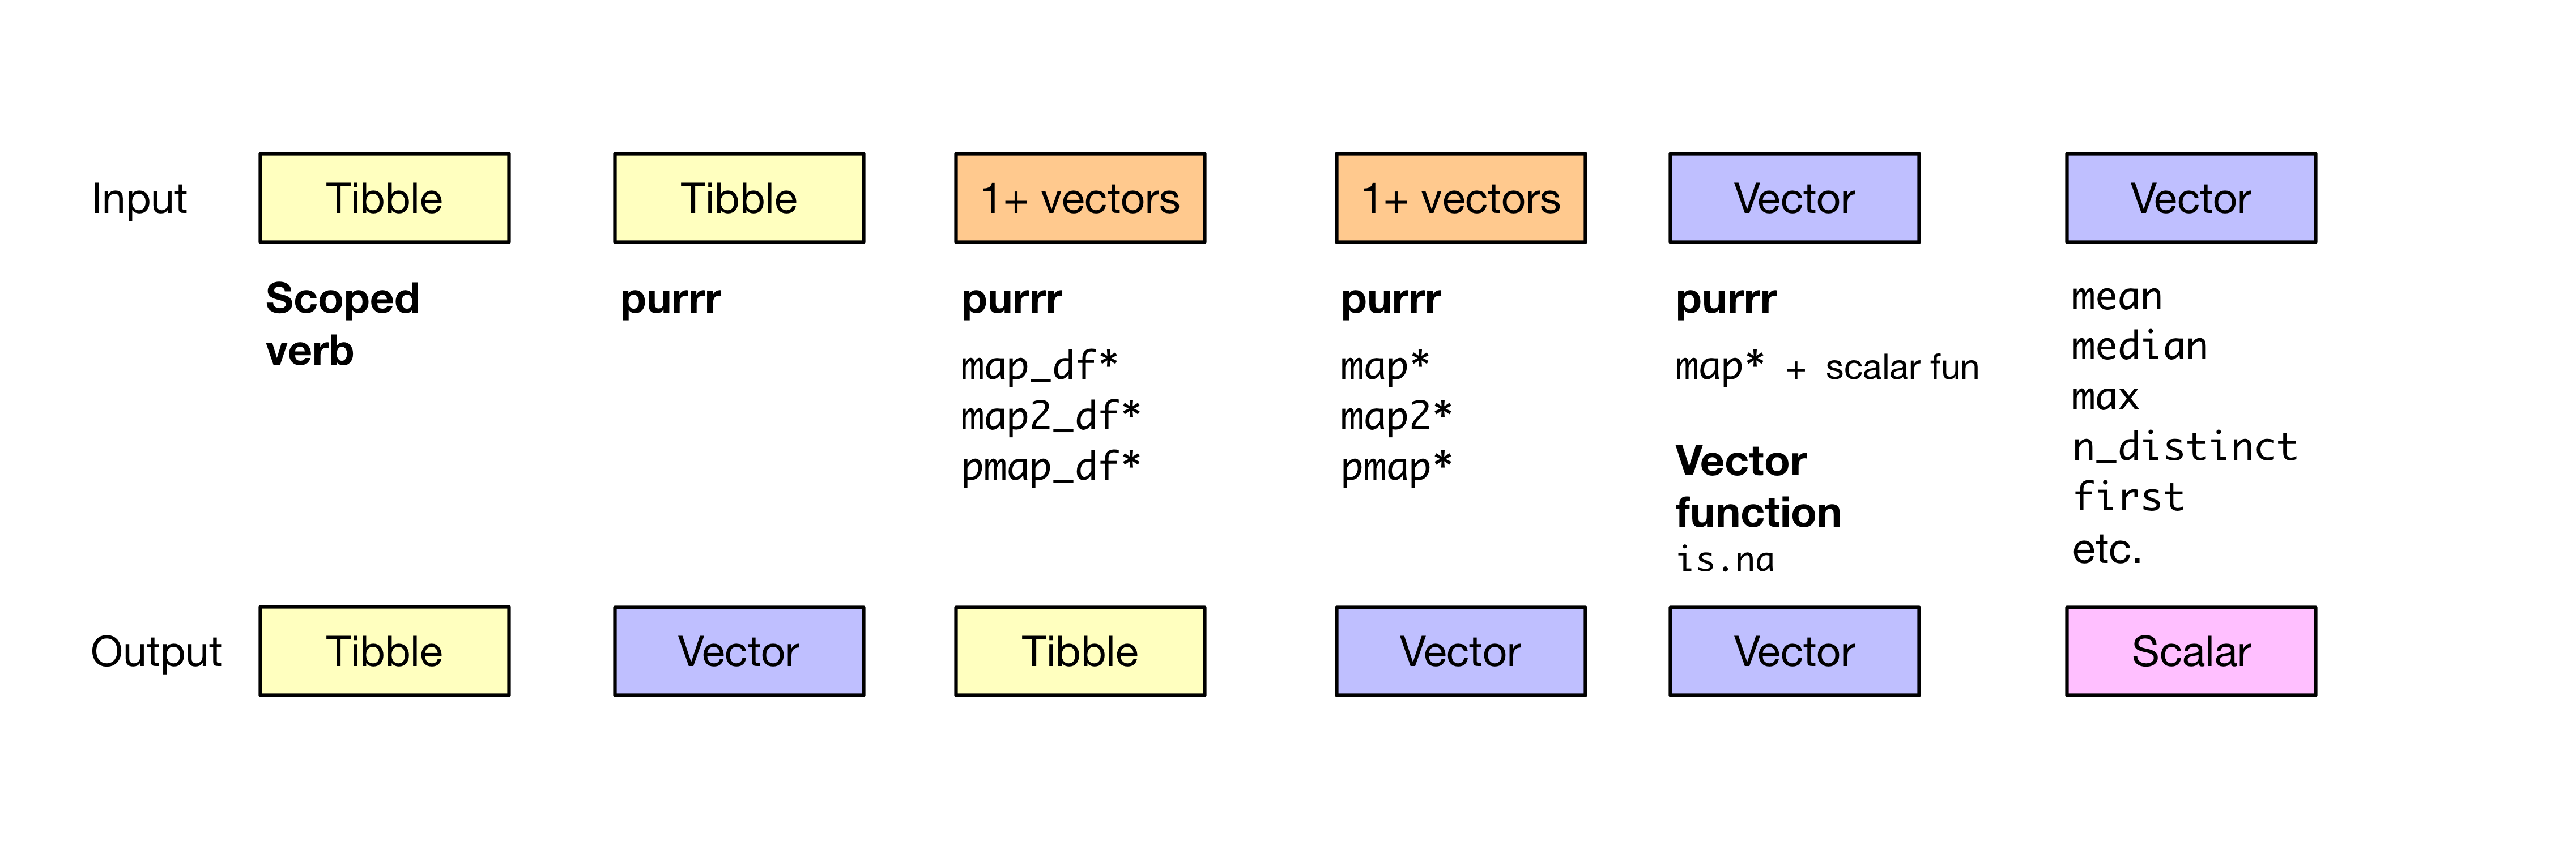 Input
Tibble
Tibble
1+ vectors
1+ vectors
Vector
Vector
Scoped
verb
purrr
purrr
map_df*
map2_df*
pmap_df*
purrr
map*
map2*
pmap*
purrr
map* + scalar fun
Vector
function
is.na
mean
median
max
n_distinct
first
etc.
Output
Tibble
Vector
Tibble
Vector
Vector
Scalar